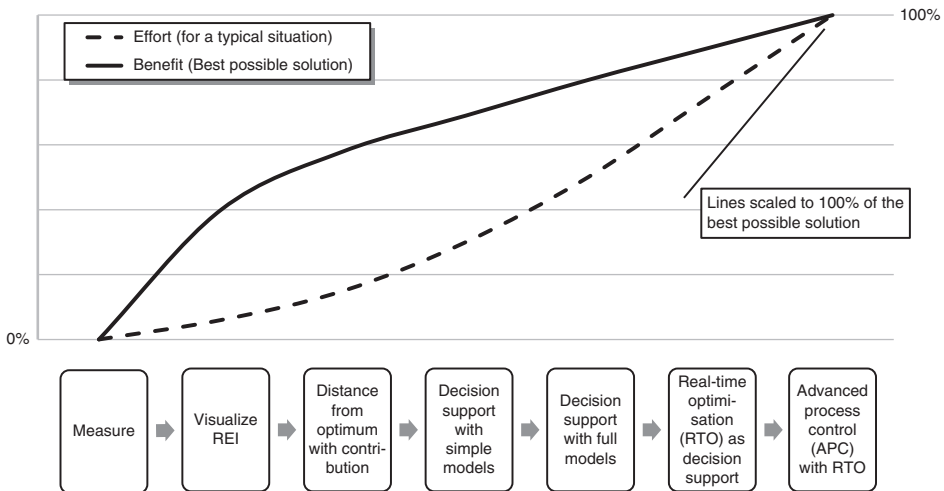 100%
Effort (for a typical situation)
Benefit (Best possible solution)
Lines scaled to 100% of the
best possible solution
0%
Measure
Visualize
REI
Distance
from
optimum
with contri-
bution
Decision
support
with
simple
models
Decision
support
with full
models
Real-time
optimi-
sation
(RTO) as
decision
support
Advanced
process
control
(APC)
with RTO